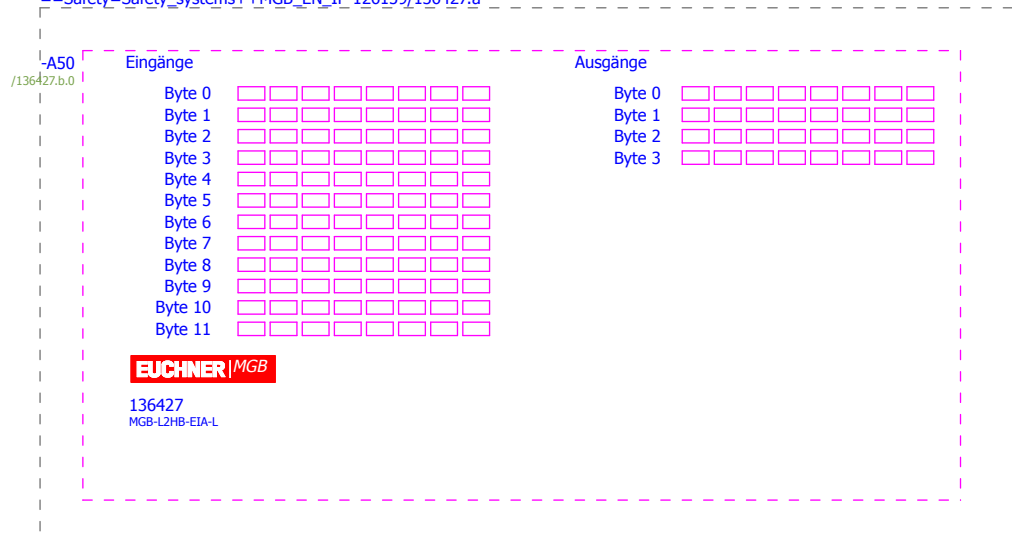 -A50
/136427.b.0
Eingänge
Byte 0
Byte 1
Byte 2
Byte 3
Byte 4
Byte 5
Byte 6
Byte 7
Byte 8
Byte 9
Byte 10
Byte 11
Ausgänge
Byte 0
Byte 1
Byte 2
Byte 3
EUCHNER|MGB
136427
MGB-L2HB-EIA-L